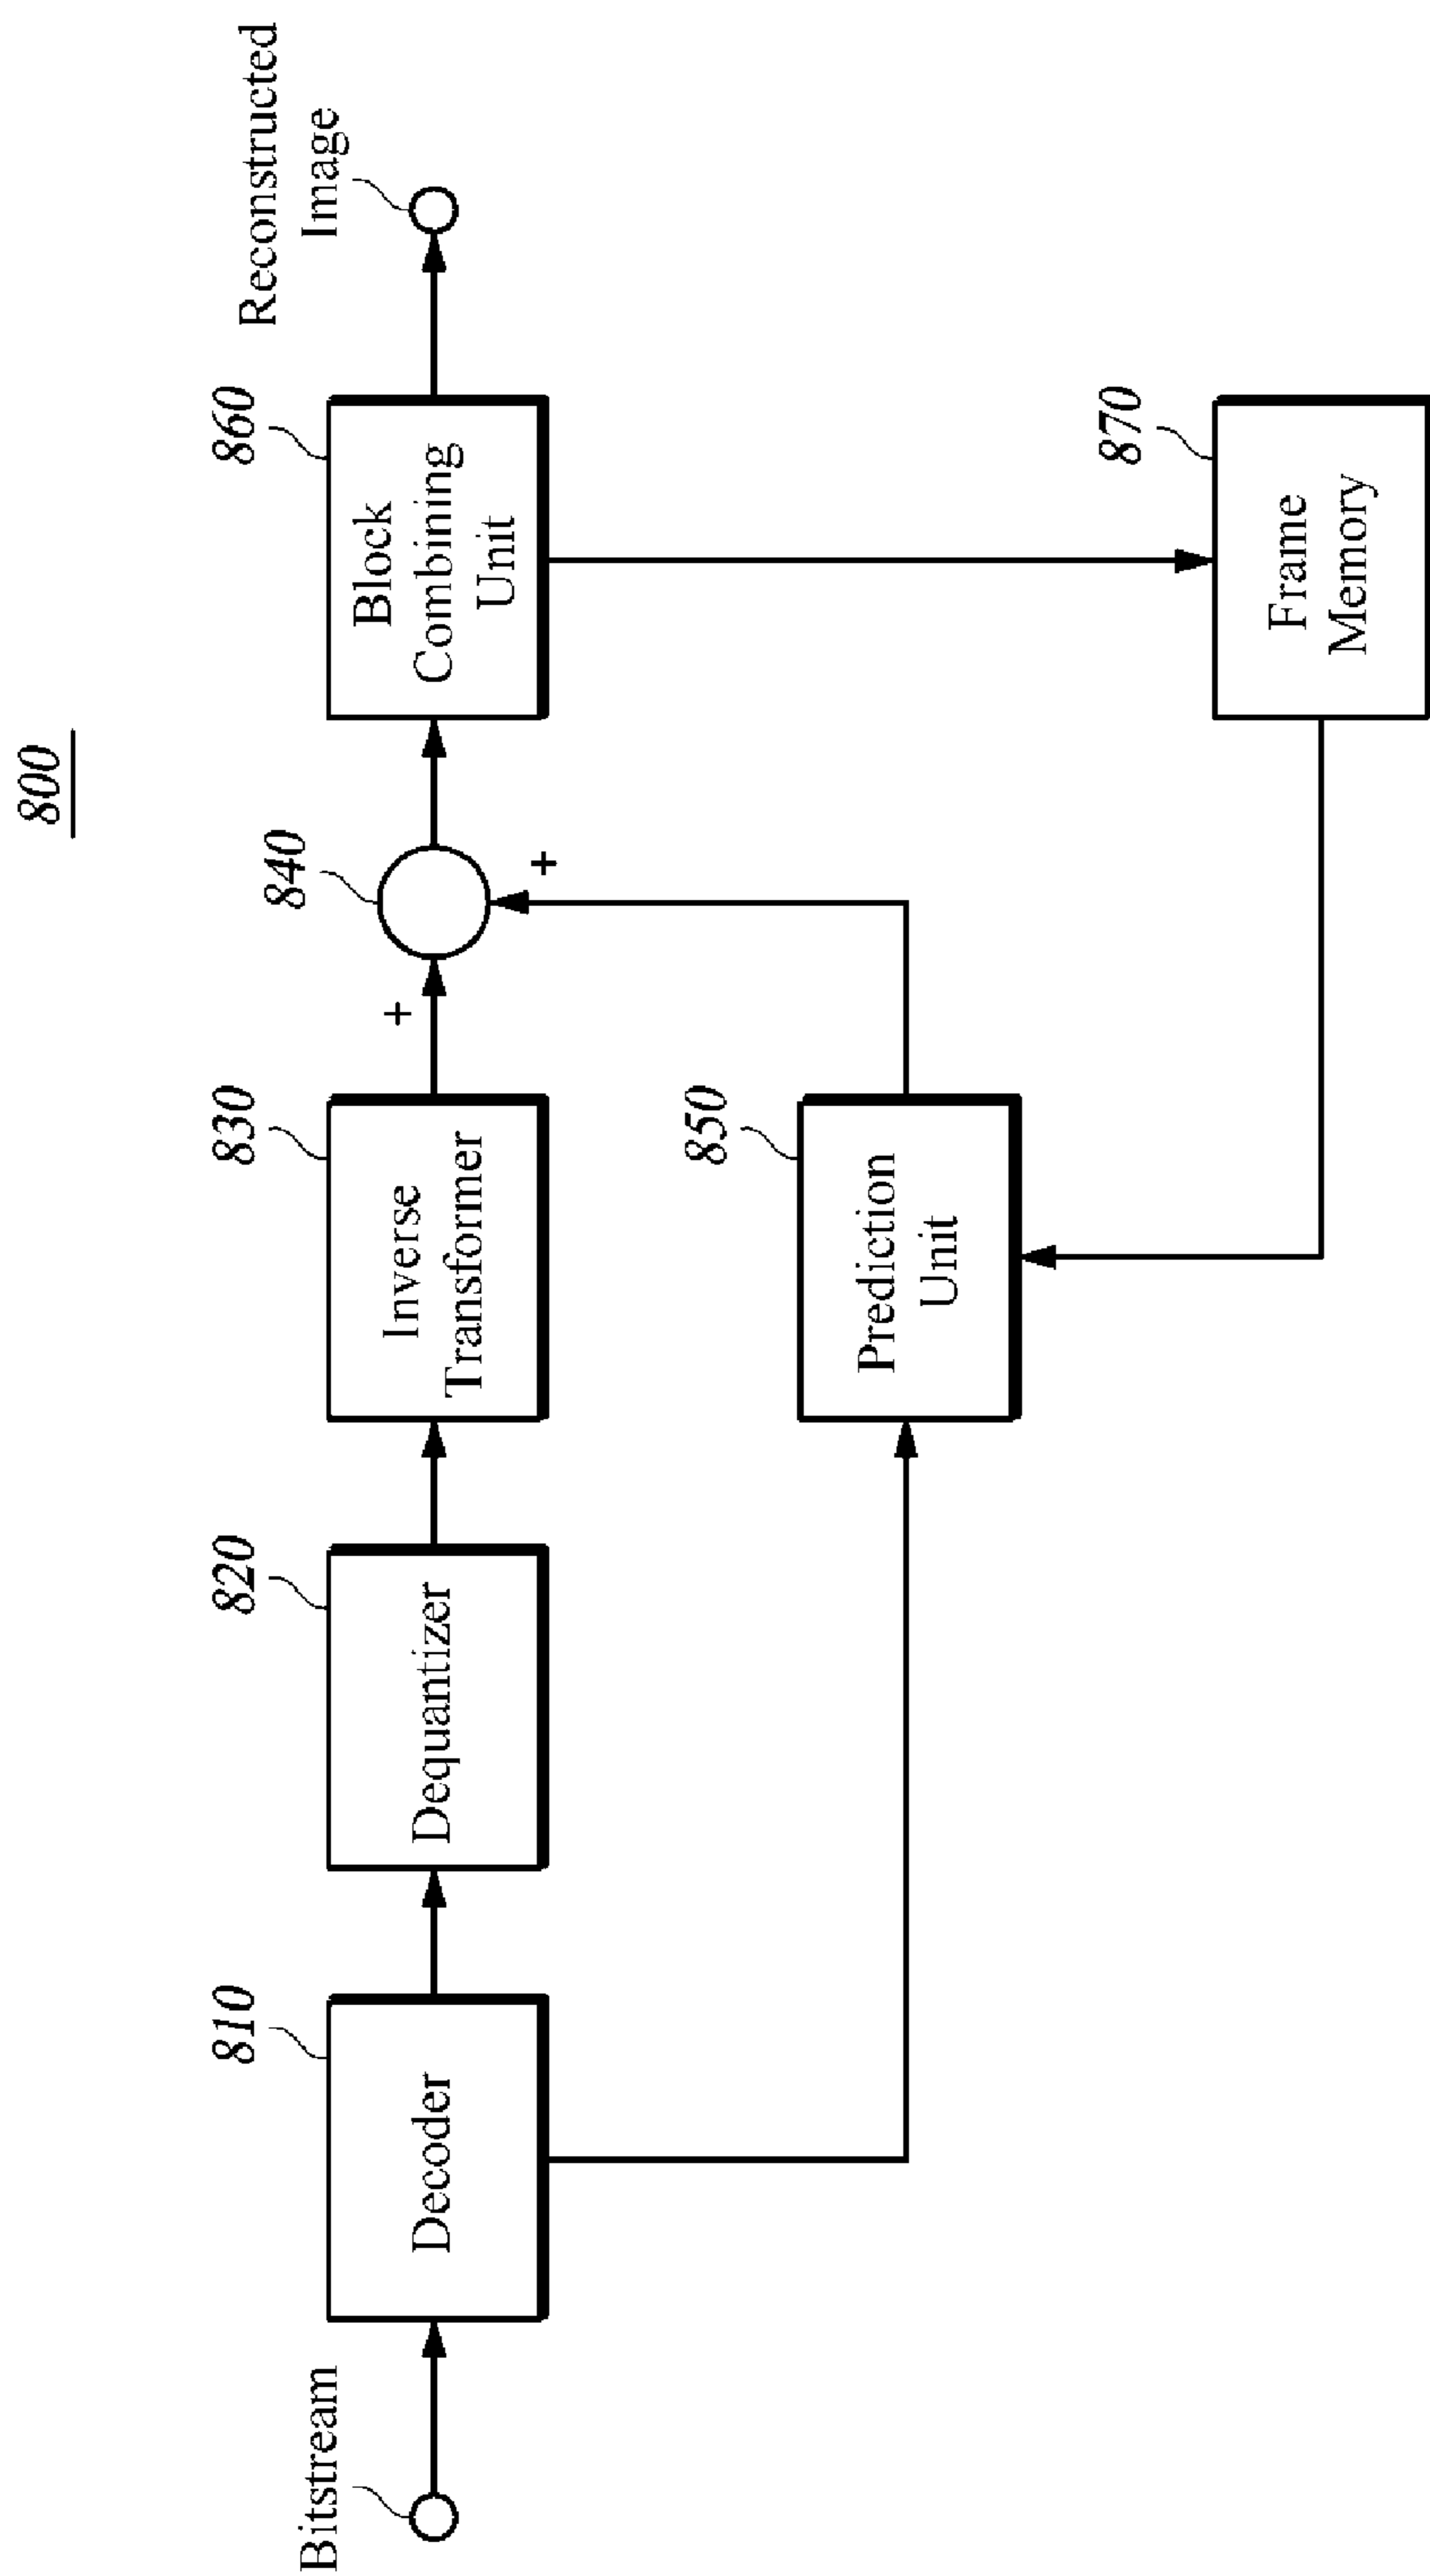 800
Bitstream
810
Decoder
820
Dequantizer
830
Inverse
Transformer
+
840
+
860
Block
Combining
Unit
Reconstructed
Image
850
Prediction
Unit
870
Frame
Memory